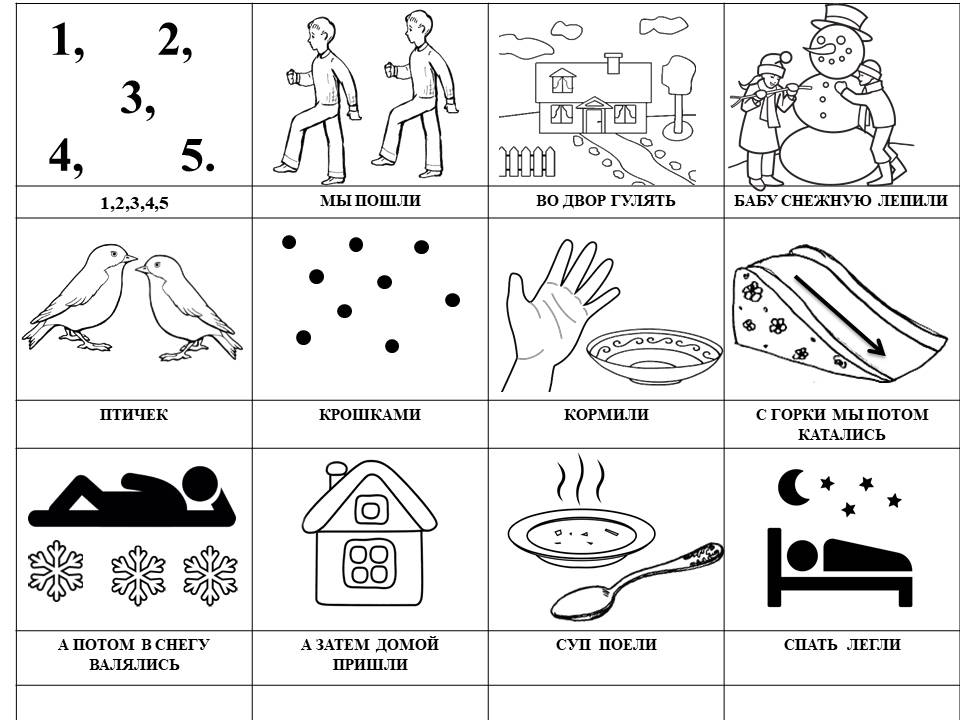 1, 2,
3,
4, 5.
1,2,3,4,5
МЫ ПОШЛИ
ВО ДВОР ГУЛЯТЬ
БАБУ СНЕЖНУЮ ЛЕПИЛИ
ПТИЧЕК
КРОШКАМИ
КОРМИЛИ
С ГОРКИ МЫ ПОТОМ
КАТАЛИСЬ
А ПОТОМ В СНЕГУ
ВАЛЯЛИСЬ
А ЗАТЕМ ДОМОЙ
ПРИШЛИ
СУП ПОЕЛИ
СПАТЬ ЛЕГЛИ